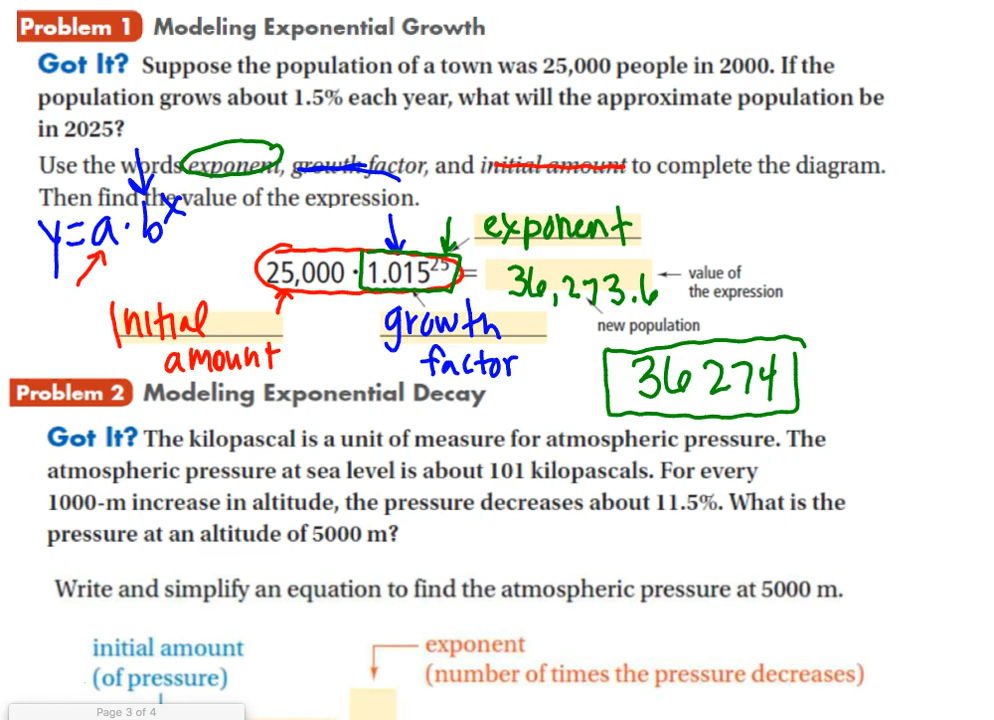 Problem 1 Modeling Exponential Growth
Got It? Suppose the population of a town was 25,000 people in 2000. If the
population grows about 1.5% each year, what will the approximate population be
in 2025?
Use the words exponent, growth factor, and initial amount to complete the diagram.
Then find the value of the expression.
y = a · b^x
exponent
25,000 · 1.015^25 = 36,273.6 ← value of
the expression
new population
Initial
amount
growth
factor
36 274
Problem 2 Modeling Exponential Decay
Got It? The kilopascal is a unit of measure for atmospheric pressure. The
atmospheric pressure at sea level is about 101 kilopascals. For every
1000-m increase in altitude, the pressure decreases about 11.5%. What is the
pressure at an altitude of 5000 m?
Write and simplify an equation to find the atmospheric pressure at 5000 m.
initial amount
(of pressure)
exponent
(number of times the pressure decreases)
Page 3 of 4